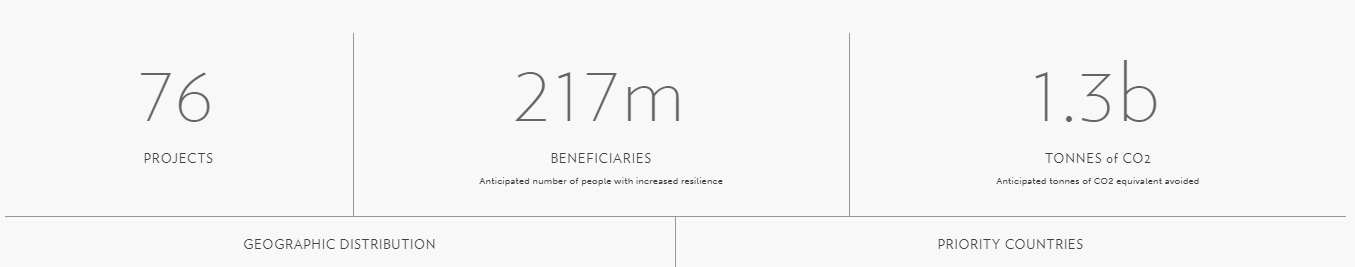 76
217m
1.3b
PROJECTS
BENEFICIARIES
TONNES of CO2
Anticipated number of people with increased resilience
Anticipated tonnes of CO2 equivalent avoided
GEOGRAPHIC DISTRIBUTION
PRIORITY COUNTRIES